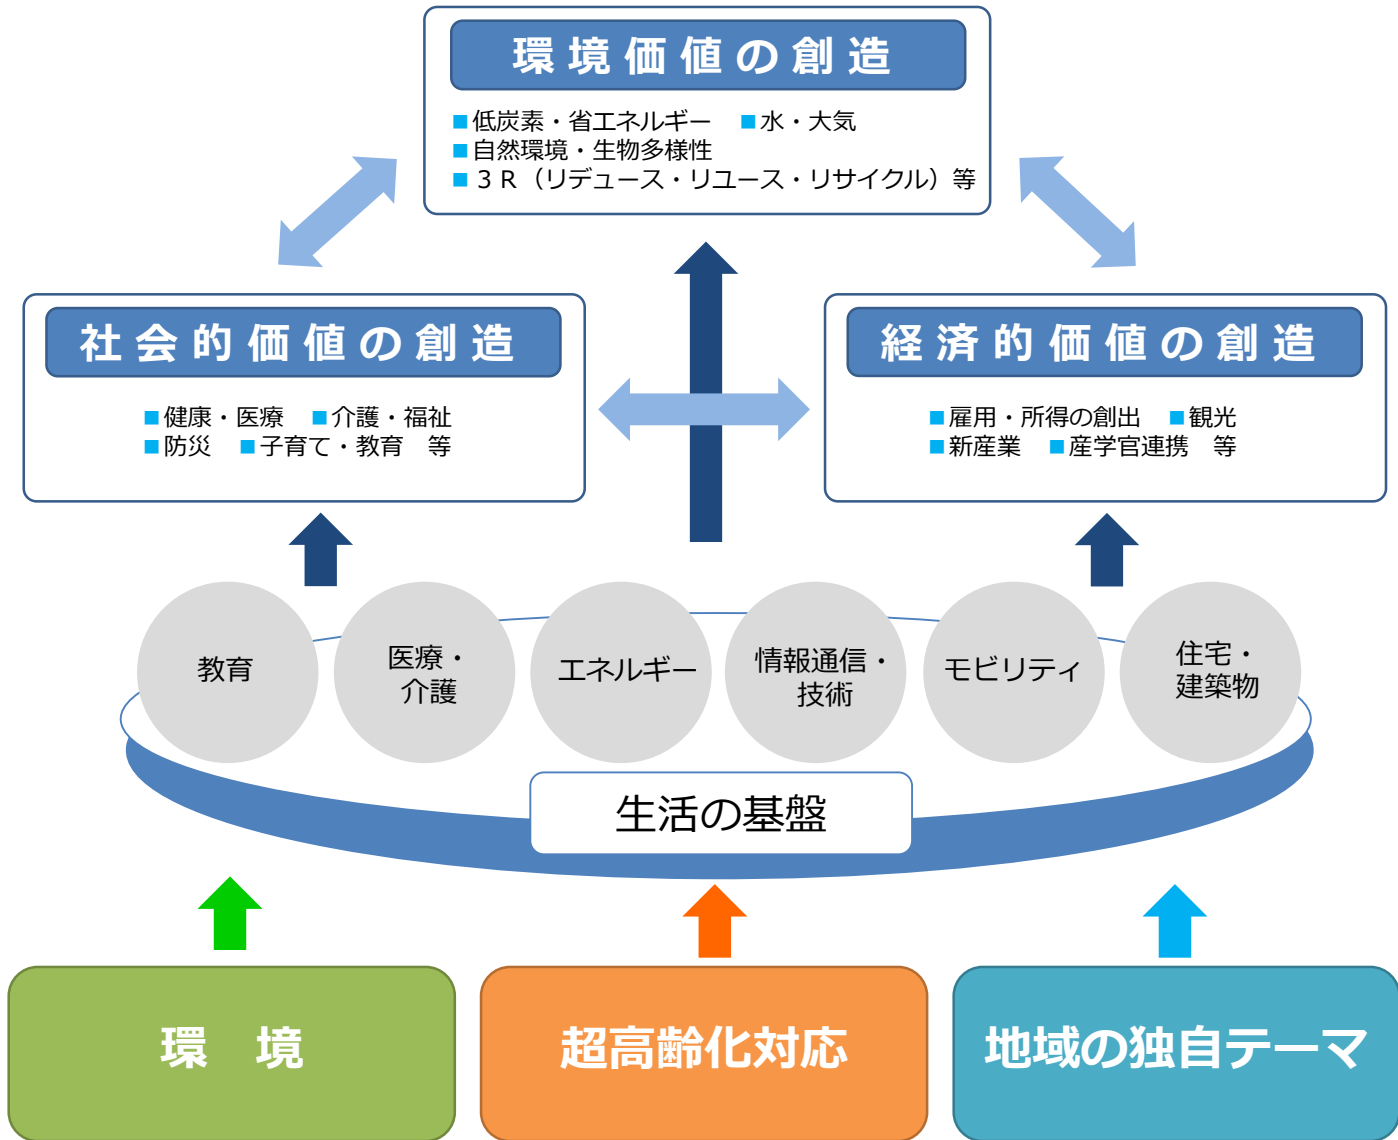 環境価値の創造
■低炭素・省エネルギー　■水・大気
■自然環境・生物多様性
■３Ｒ（リデュース・リユース・リサイクル）等
社会的価値の創造
■健康・医療　■介護・福祉
■防災　■子育て・教育　等
経済的価値の創造
■雇用・所得の創出　■観光
■新産業　■産学官連携　等
教育
医療・
介護
エネルギー
情報通信・
技術
モビリティ
住宅・
建築物
生活の基盤
環　境
超高齢化対応
地域の独自テーマ